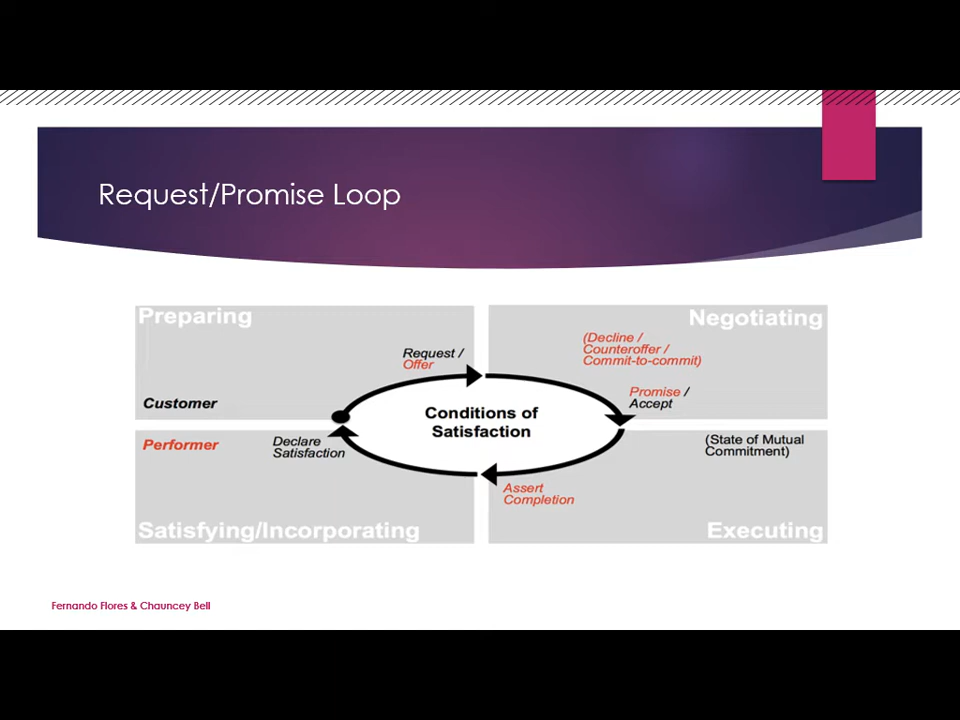 Request/Promise Loop
Preparing
Negotiating
(Decline /
Counteroffer /
Commit-to-commit)
Request /
Offer
Promise /
Accept
Customer
Conditions of
Satisfaction
Performer
Declare
Satisfaction
(State of Mutual
Commitment)
Assert
Completion
Satisfying/Incorporating
Executing
Fernando Flores & Chauncey Bell